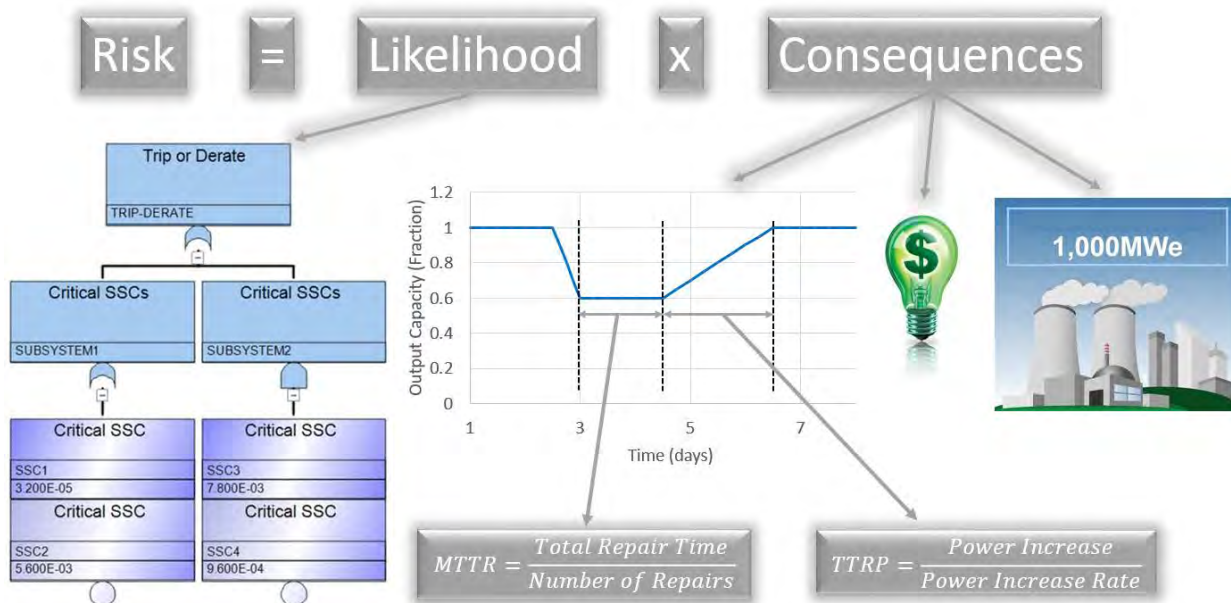 Risk = Likelihood x Consequences
Trip or Derate
TRIP-DERATE
Critical SSCs
SUBSYSTEM1
Critical SSCs
SUBSYSTEM2
Critical SSC
SSC1
3.200E-05
Critical SSC
SSC2
5.600E-03
Critical SSC
SSC3
7.800E-03
Critical SSC
SSC4
9.600E-04
Output Capacity (Fraction)
1.2
1
0.8
0.6
0.4
0.2
0
1 3 5 7
Time (days)
$
1,000MWe
MTTR = Total Repair Time / Number of Repairs
TTRP = Power Increase / Power Increase Rate